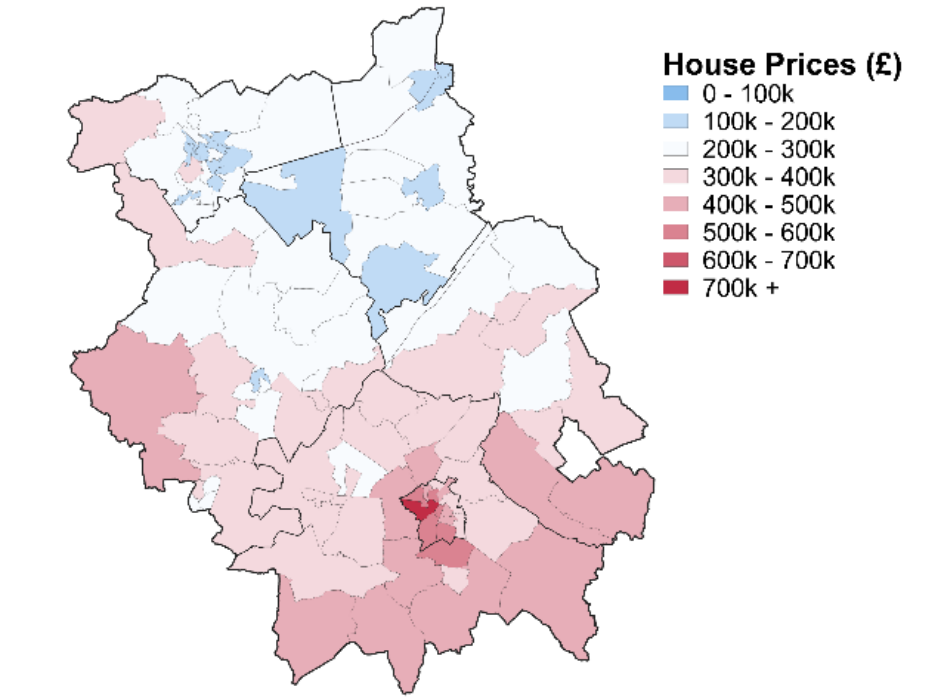 House Prices (£)
0 - 100k
100k - 200k
200k - 300k
300k - 400k
400k - 500k
500k - 600k
600k - 700k
700k +